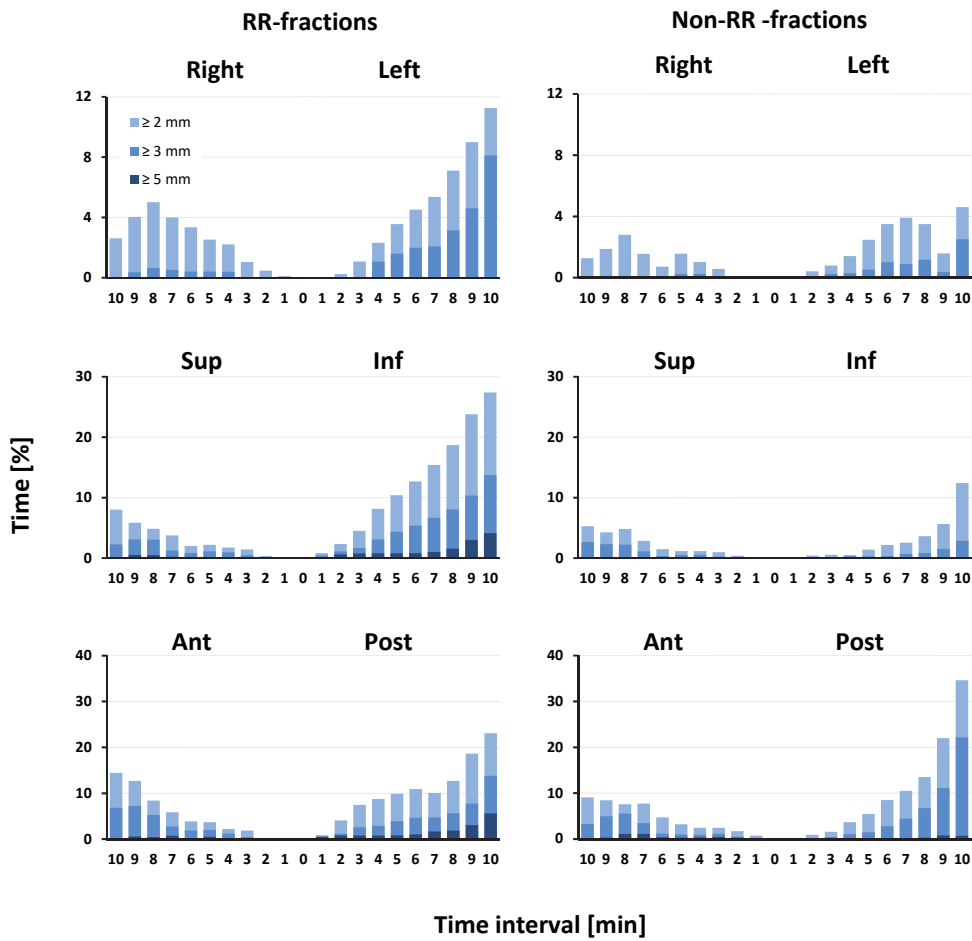 RR-fractions
Non-RR -fractions
Right
Left
Right
Left
12
8
4
0
≥ 2 mm
≥ 3 mm
≥ 5 mm
10 9 8 7 6 5 4 3 2 1 0 1 2 3 4 5 6 7 8 9 10
12
8
4
0
10 9 8 7 6 5 4 3 2 1 0 1 2 3 4 5 6 7 8 9 10
Sup
Inf
Sup
Inf
30
20
10
0
10 9 8 7 6 5 4 3 2 1 0 1 2 3 4 5 6 7 8 9 10
30
20
10
0
10 9 8 7 6 5 4 3 2 1 0 1 2 3 4 5 6 7 8 9 10
Time [%]
Ant
Post
Ant
Post
40
30
20
10
0
10 9 8 7 6 5 4 3 2 1 0 1 2 3 4 5 6 7 8 9 10
40
30
20
10
0
10 9 8 7 6 5 4 3 2 1 0 1 2 3 4 5 6 7 8 9 10
Time interval [min]